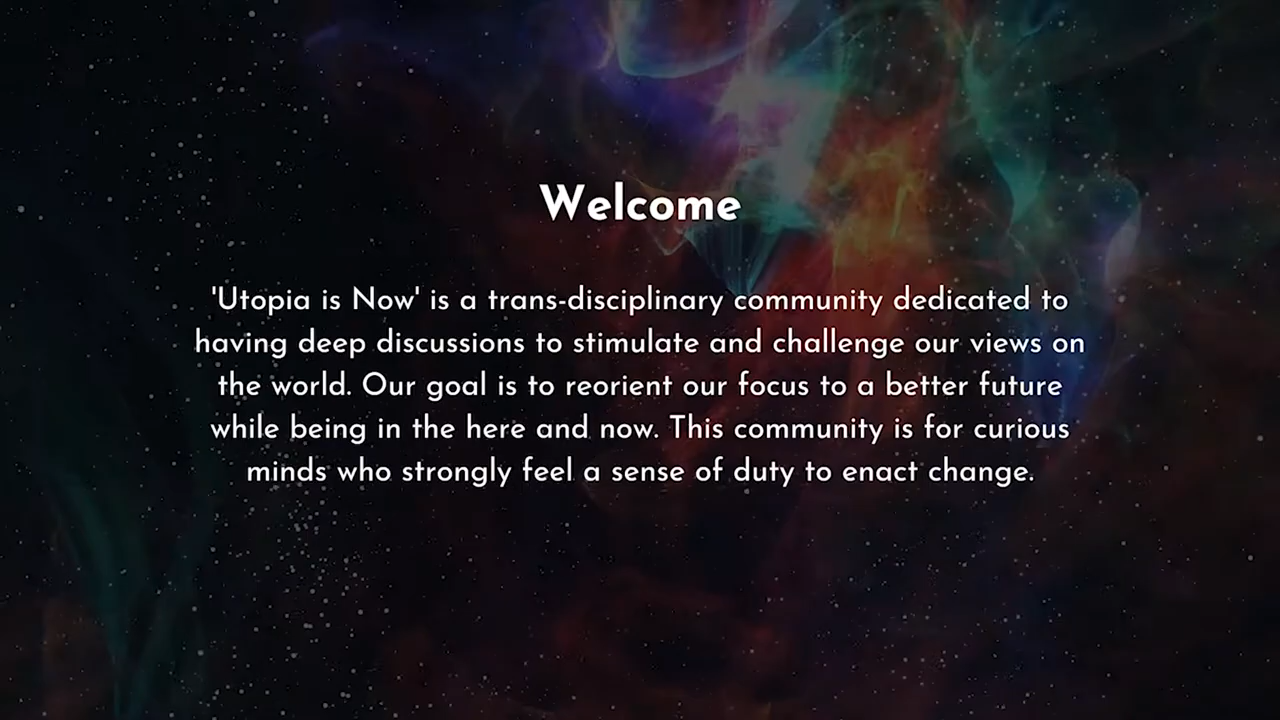 Welcome
'Utopia is Now' is a trans-disciplinary community dedicated to
having deep discussions to stimulate and challenge our views on
the world. Our goal is to reorient our focus to a better future
while being in the here and now. This community is for curious
minds who strongly feel a sense of duty to enact change.